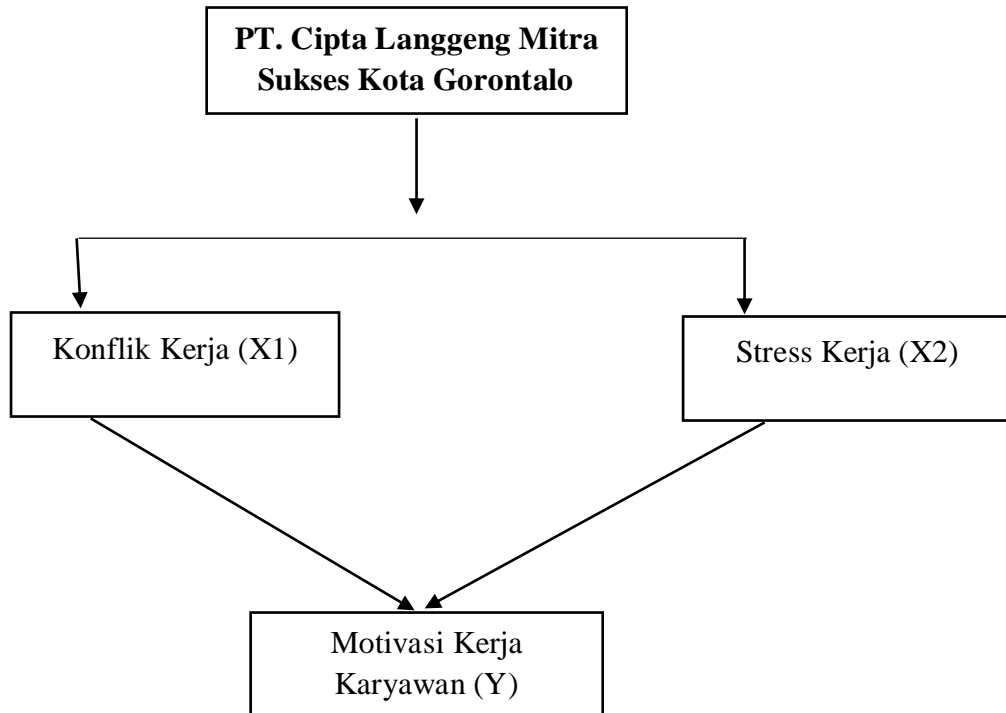 PT. Cipta Langgeng Mitra
Sukses Kota Gorontalo
Konflik Kerja (X1)
Stress Kerja (X2)
Motivasi Kerja
Karyawan (Y)